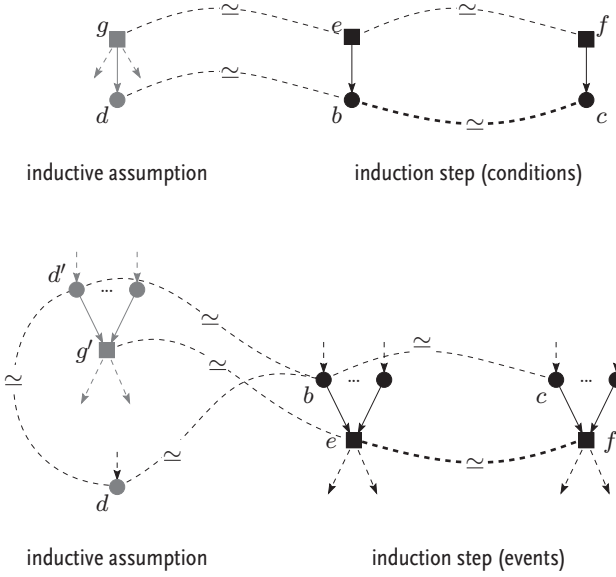 g ≃ e ≃ f
≃
d b ≃ c
inductive assumption induction step (conditions)
d′ ... ≃
g′ ≃ ≃
≃ b ... c ...
≃ e ≃ f
d
inductive assumption induction step (events)